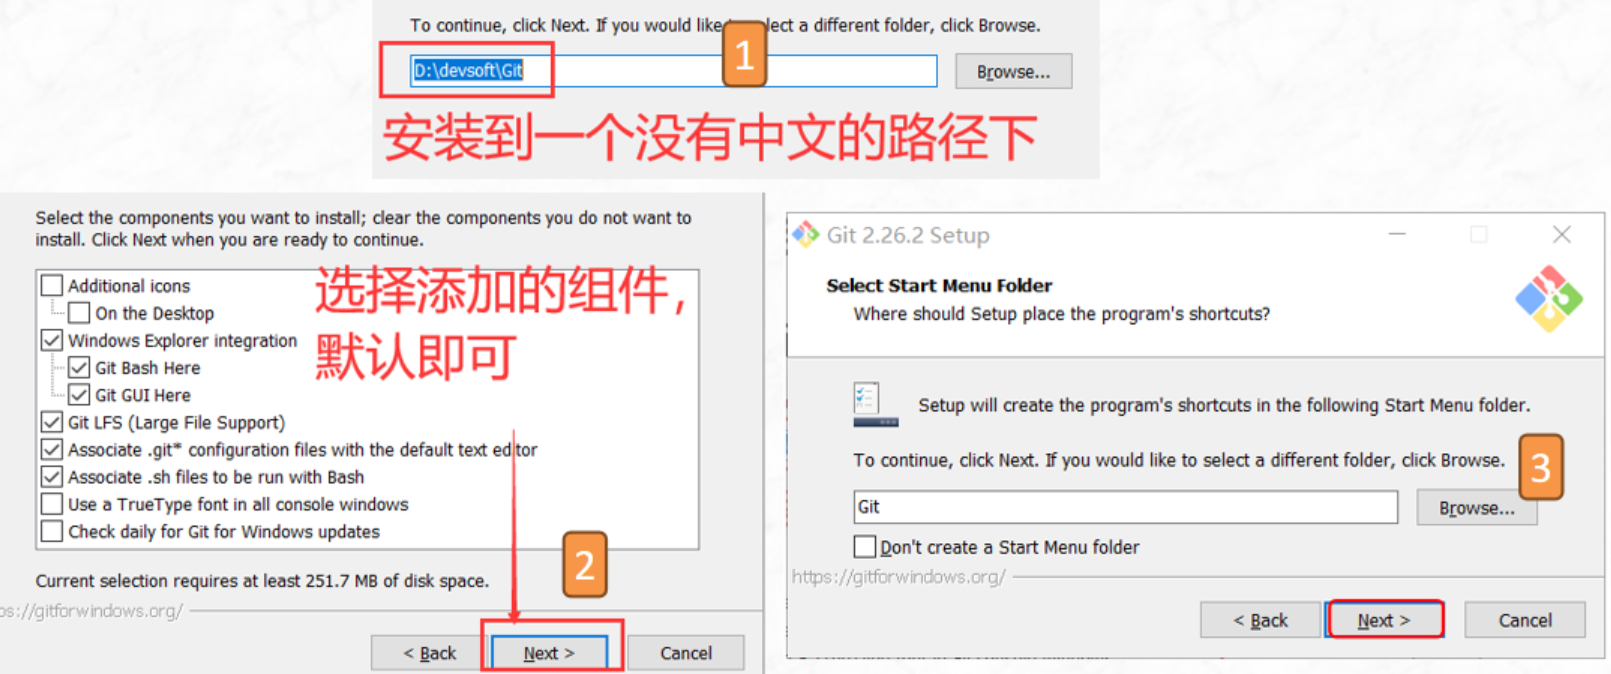 To continue, click Next. If you would like lect a different folder, click Browse.
1
D:\devsoft\Git
Browse...
安装到一个没有中文的路径下
Select the components you want to install; clear the components you do not want to
install. Click Next when you are ready to continue.
Additional icons
On the Desktop
Windows Explorer integration
Git Bash Here
Git GUI Here
Git LFS (Large File Support)
Associate .git* configuration files with the default text editor
Associate .sh files to be run with Bash
Use a TrueType font in all console windows
Check daily for Git for Windows updates
选择添加的组件，
默认即可
Current selection requires at least 251.7 MB of disk space.
2
ps://gitforwindows.org/
< Back
Next >
Cancel
Git 2.26.2 Setup
Select Start Menu Folder
Where should Setup place the program's shortcuts?
Setup will create the program's shortcuts in the following Start Menu folder.
To continue, click Next. If you would like to select a different folder, click Browse.
3
Git
Browse...
Don't create a Start Menu folder
https://gitforwindows.org/
< Back
Next >
Cancel